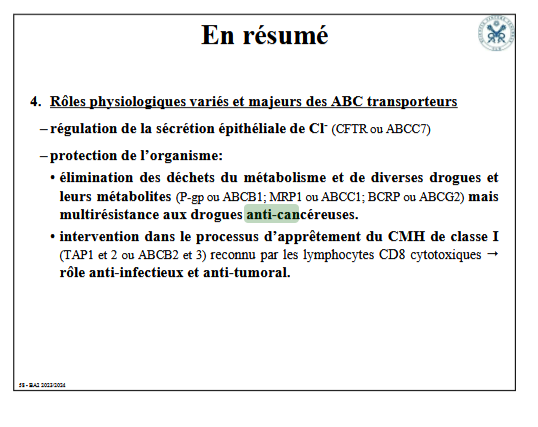 En résumé
4. Rôles physiologiques variés et majeurs des ABC transporteurs
– régulation de la sécrétion épithéliale de Cl⁻ (CFTR ou ABCC7)
– protection de l'organisme:
• élimination des déchets du métabolisme et de diverses drogues et
leurs métabolites (P-gp ou ABCB1; MRP1 ou ABCC1; BCRP ou ABCG2) mais
multirésistance aux drogues anti-cancéreuses.
• intervention dans le processus d'apprêtement du CMH de classe I
(TAP1 et 2 ou ABCB2 et 3) reconnu par les lymphocytes CD8 cytotoxiques →
rôle anti-infectieux et anti-tumoral.
58 - BA2 2023/2024